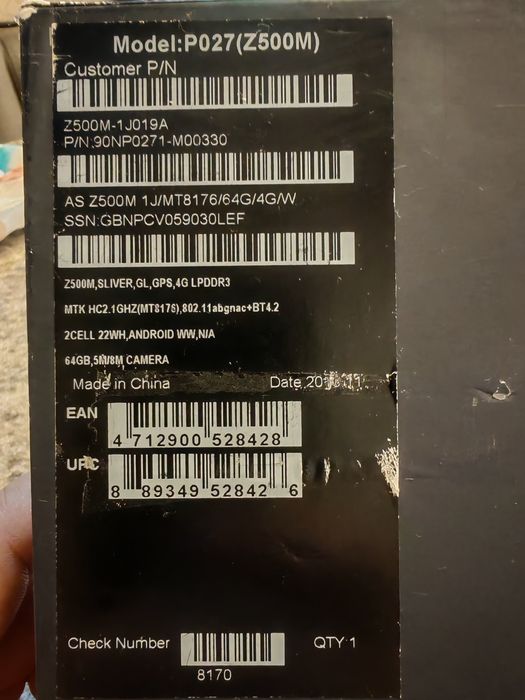 Model:P027(Z500M)
Customer P/N
Z500M-1J019A
P/N:90NP0271-M00330
AS Z500M 1J/MT8176/64G/4G/W
SSN:GBNPCV059030LEF
Z500M,SLIVER,GL,GPS,4G LPDDR3
MTK HC2.1GHZ(MT8176),802.11abgnac+BT4.2
2CELL 22WH,ANDROID WW,N/A
64GB,5M/8M CAMERA
Made in China Date
EAN
4 712900 528428
UPC
8 89349 52842 6
Check Number QTY 1
8170